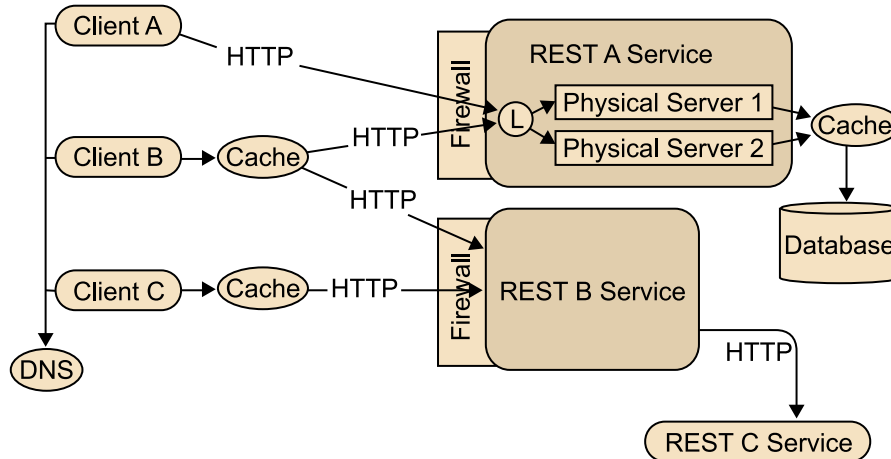 Client A
HTTP
Firewall
REST A Service
Physical Server 1
L
Physical Server 2
Cache
Client B
Cache
HTTP
HTTP
Database
Client C
Cache
HTTP
Firewall
REST B Service
DNS
HTTP
REST C Service